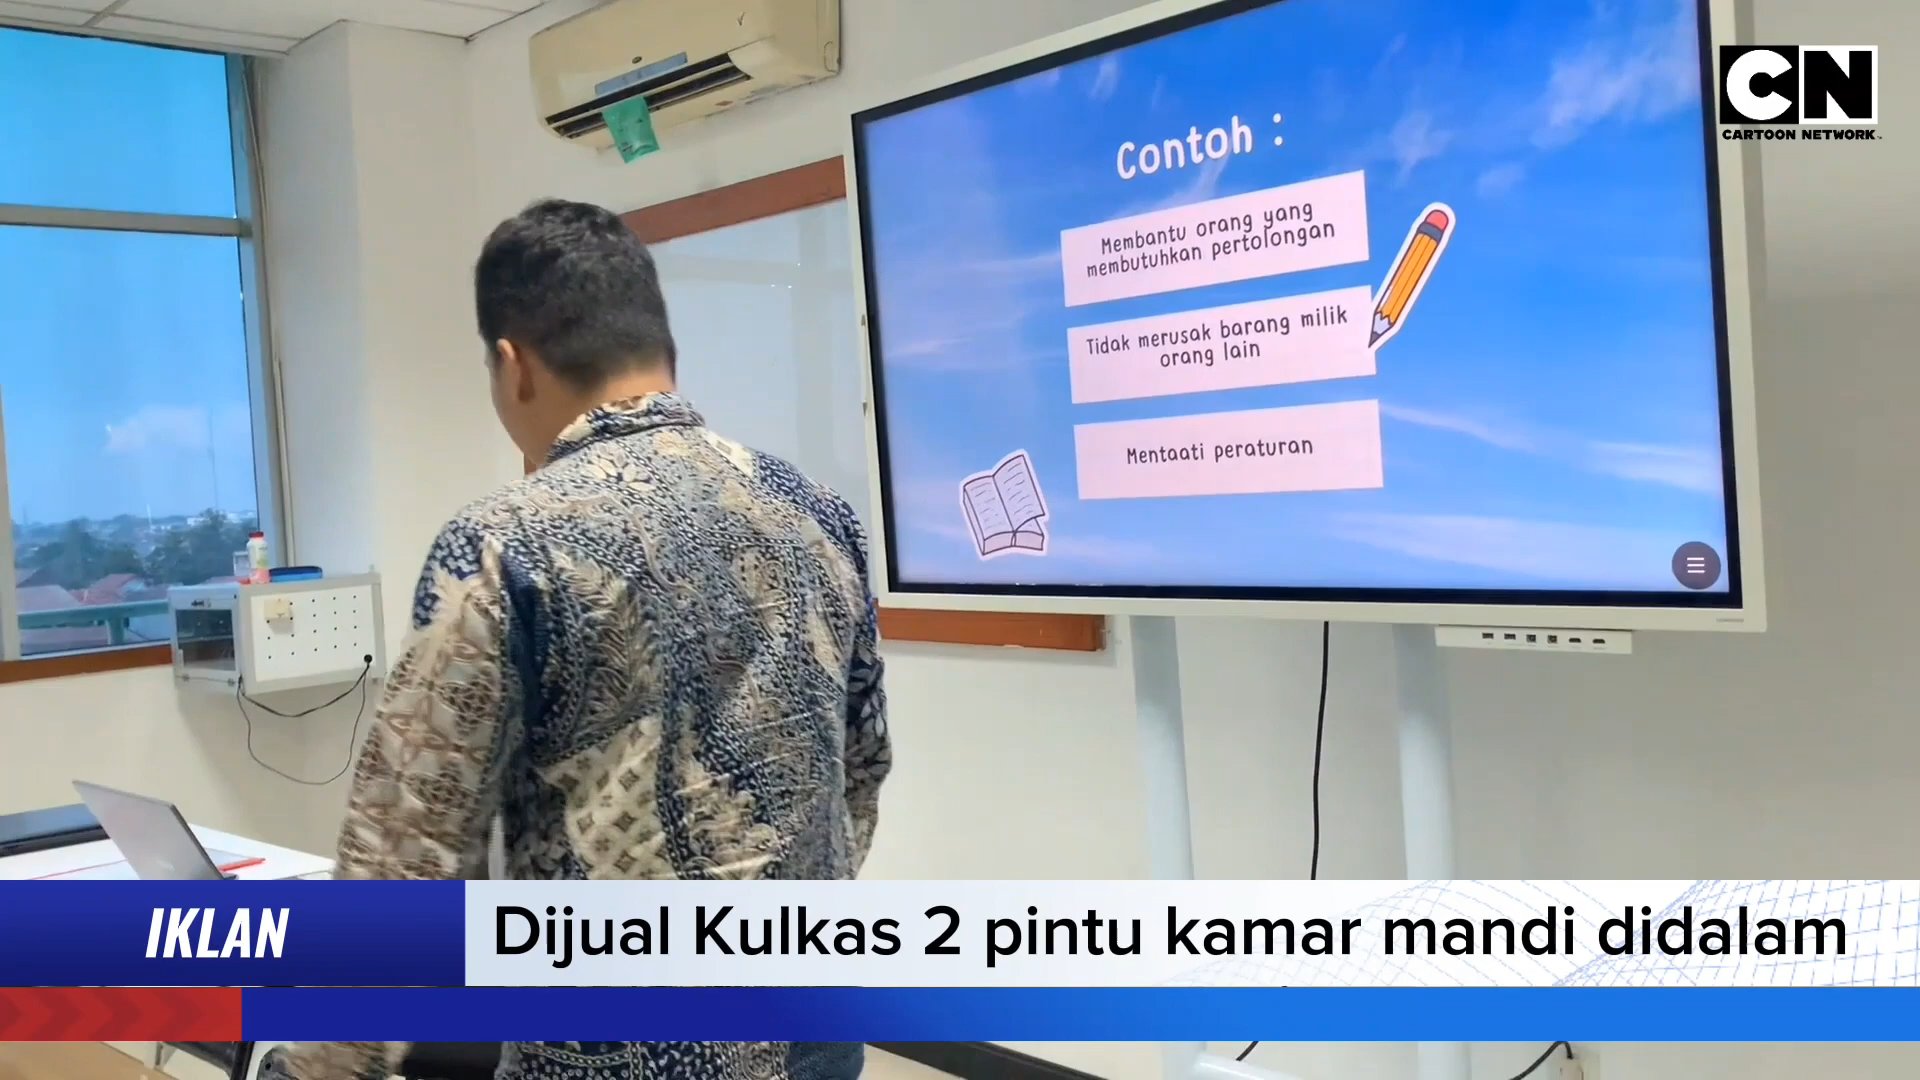 CN
CARTOON NETWORK
Contoh :
Membantu orang yang
membutuhkan pertolongan
Tidak merusak barang milik
orang lain
Mentaati peraturan
IKLAN
Dijual Kulkas 2 pintu kamar mandi didalam